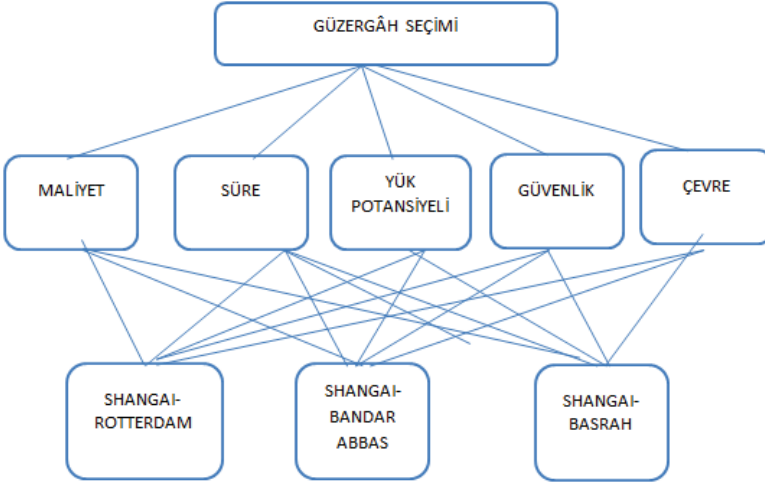 GÜZERGÂH SEÇİMİ
MALİYET
SÜRE
YÜK
POTANSİYELİ
GÜVENLİK
ÇEVRE
SHANGAI-
ROTTERDAM
SHANGAI-
BANDAR
ABBAS
SHANGAI-
BASRAH